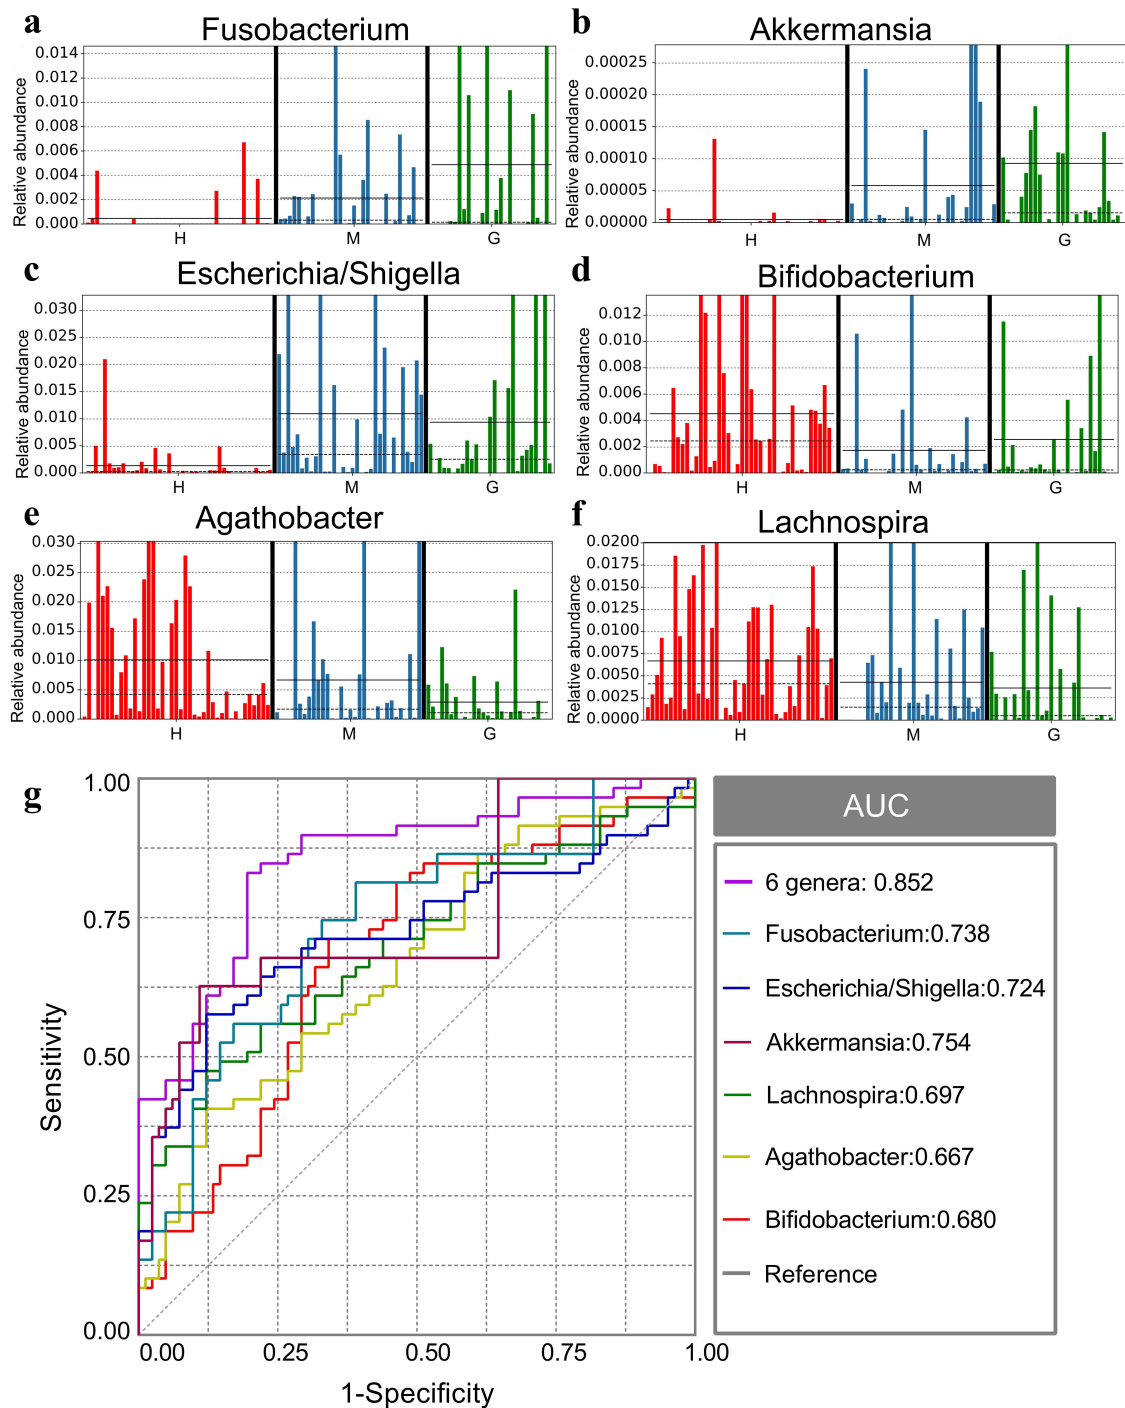 a
Fusobacterium
Relative abundance
0.014
0.012
0.010
0.008
0.006
0.004
0.002
0.000
H M G
b
Akkermansia
Relative abundance
0.00025
0.00020
0.00015
0.00010
0.00005
0.00000
H M G
c
Escherichia/Shigella
Relative abundance
0.030
0.025
0.020
0.015
0.010
0.005
0.000
H M G
d
Bifidobacterium
Relative abundance
0.012
0.010
0.008
0.006
0.004
0.002
0.000
H M G
e
Agathobacter
Relative abundance
0.030
0.025
0.020
0.015
0.010
0.005
0.000
H M G
f
Lachnospira
Relative abundance
0.0200
0.0175
0.0150
0.0125
0.0100
0.0075
0.0050
0.0025
0.0000
H M G
g
Sensitivity
1.00
0.75
0.50
0.25
0.00
0.00 0.25 0.50 0.75 1.00
1-Specificity
AUC
6 genera: 0.852
Fusobacterium:0.738
Escherichia/Shigella:0.724
Akkermansia:0.754
Lachnospira:0.697
Agathobacter:0.667
Bifidobacterium:0.680
Reference